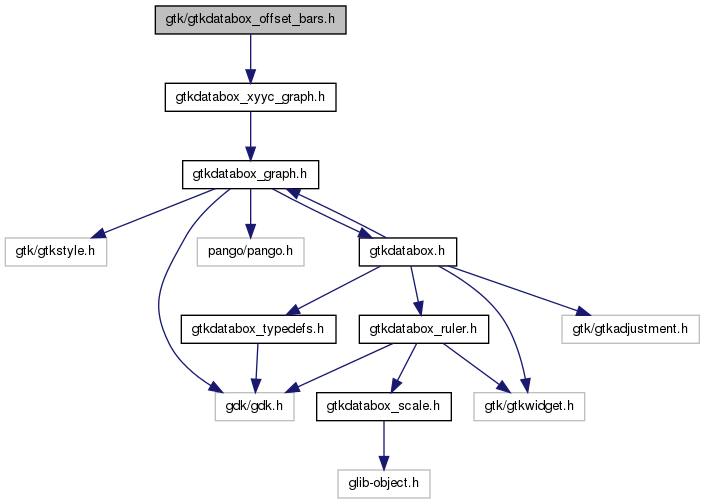 gtk/gtkdatabox_offset_bars.h
gtkdatabox_xyyc_graph.h
gtkdatabox_graph.h
gtk/gtkstyle.h
pango/pango.h
gtkdatabox.h
gtkdatabox_typedefs.h
gtkdatabox_ruler.h
gtk/gtkadjustment.h
gdk/gdk.h
gtkdatabox_scale.h
gtk/gtkwidget.h
glib-object.h